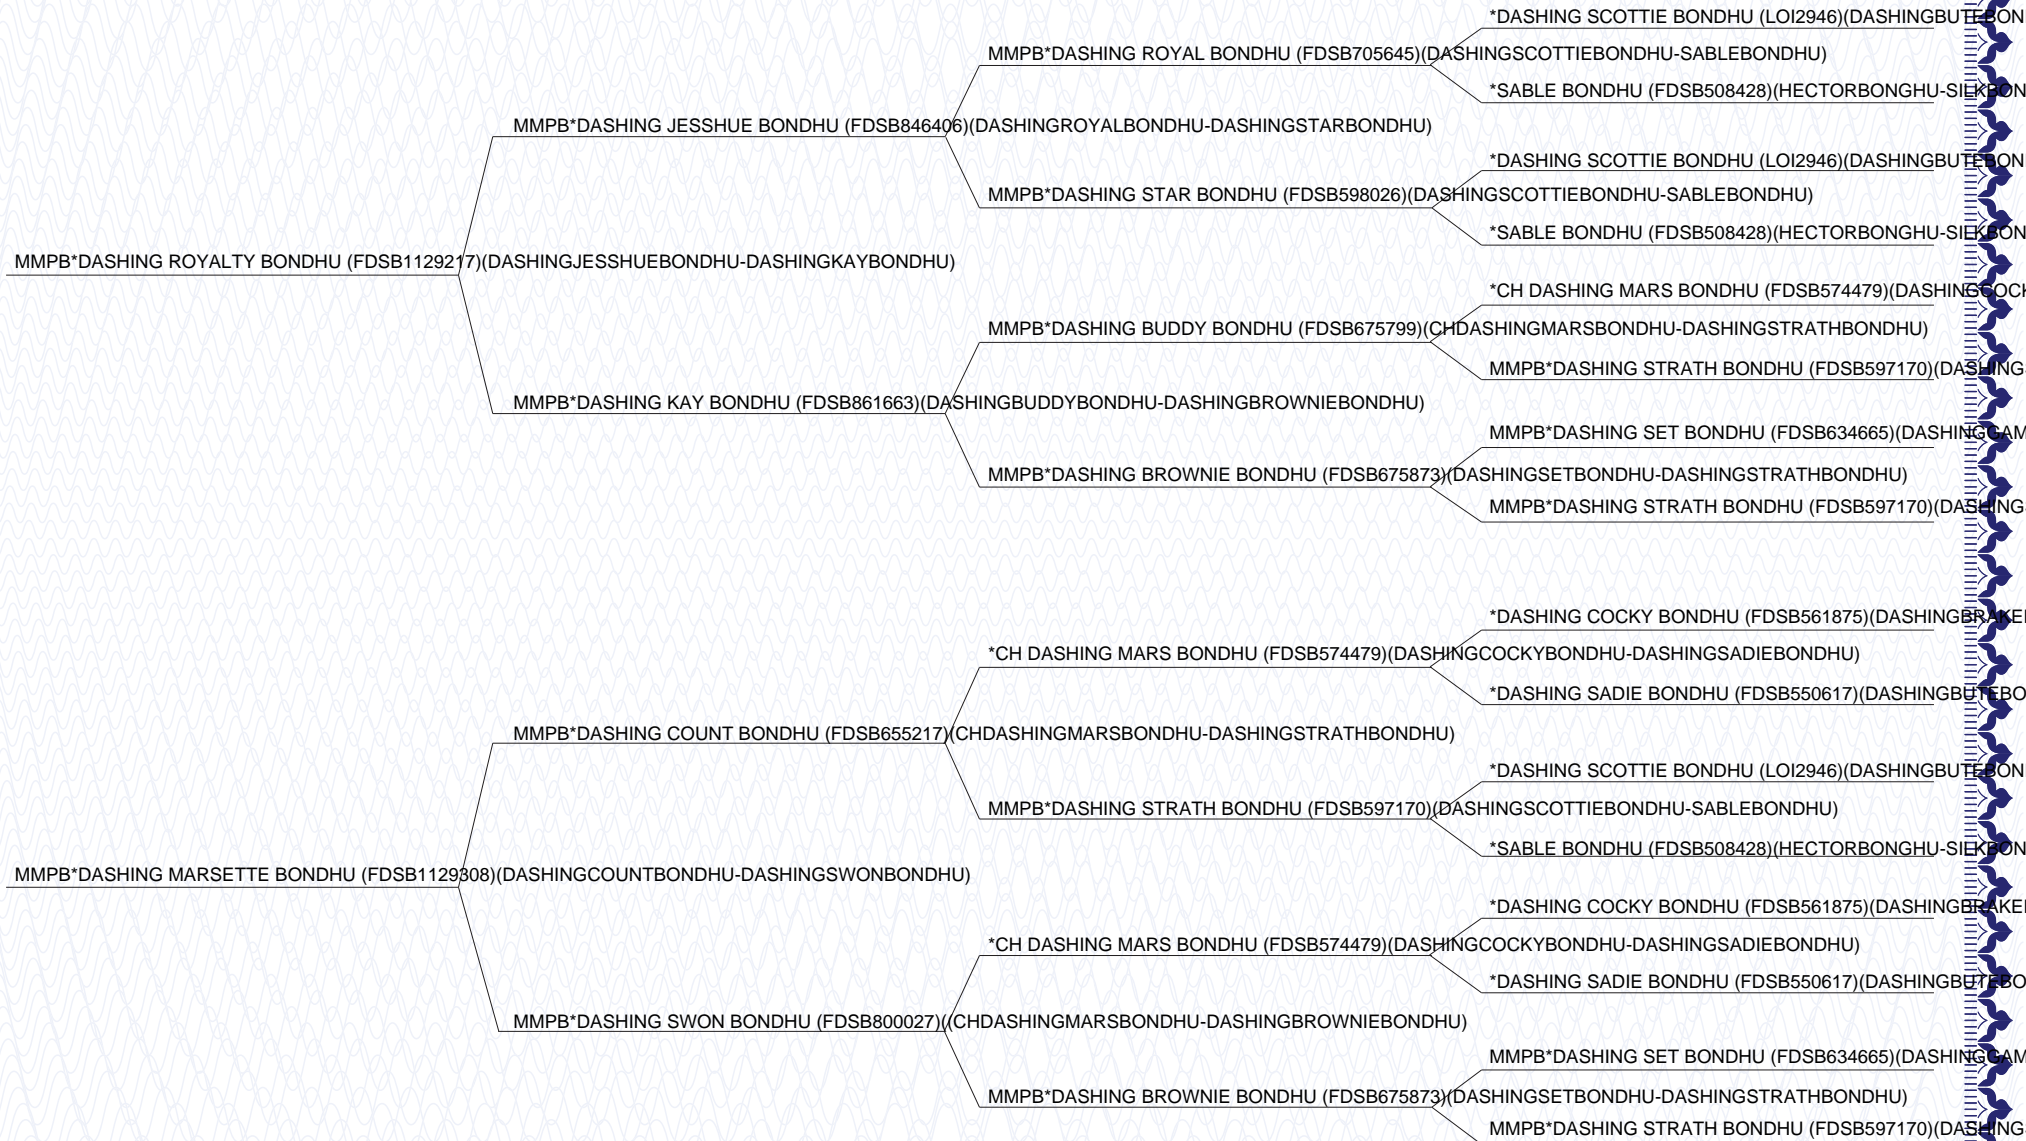 *DASHING SCOTTIE BONDHU (LOI2946)(DASHINGBUTEBON
MMPB*DASHING ROYAL BONDHU (FDSB705645)(DASHINGSCOTTIEBONDHU-SABLEBONDHU)
*SABLE BONDHU (FDSB508428)(HECTORBONGHU-SILKBON
MMPB*DASHING JESSHUE BONDHU (FDSB846406)(DASHINGROYALBONDHU-DASHINGSTARBONDHU)
*DASHING SCOTTIE BONDHU (LOI2946)(DASHINGBUTEBON
MMPB*DASHING STAR BONDHU (FDSB598026)(DASHINGSCOTTIEBONDHU-SABLEBONDHU)
*SABLE BONDHU (FDSB508428)(HECTORBONGHU-SILKBON
MMPB*DASHING ROYALTY BONDHU (FDSB1129217)(DASHINGJESSHUEBONDHU-DASHINGKAYBONDHU)
*CH DASHING MARS BONDHU (FDSB574479)(DASHINGCOCK
MMPB*DASHING BUDDY BONDHU (FDSB675799)(CHDASHINGMARSBONDHU-DASHINGSTRATHBONDHU)
MMPB*DASHING STRATH BONDHU (FDSB597170)(DASHINGS
MMPB*DASHING KAY BONDHU (FDSB861663)(DASHINGBUDDYBONDHU-DASHINGBROWNIEBONDHU)
MMPB*DASHING SET BONDHU (FDSB634665)(DASHINGGAM
MMPB*DASHING BROWNIE BONDHU (FDSB675873)(DASHINGSETBONDHU-DASHINGSTRATHBONDHU)
MMPB*DASHING STRATH BONDHU (FDSB597170)(DASHINGS
*DASHING COCKY BONDHU (FDSB561875)(DASHINGBRAKE
*CH DASHING MARS BONDHU (FDSB574479)(DASHINGCOCKYBONDHU-DASHINGSADIEBONDHU)
*DASHING SADIE BONDHU (FDSB550617)(DASHINGBUTEBO
MMPB*DASHING COUNT BONDHU (FDSB655217)(CHDASHINGMARSBONDHU-DASHINGSTRATHBONDHU)
*DASHING SCOTTIE BONDHU (LOI2946)(DASHINGBUTEBON
MMPB*DASHING STRATH BONDHU (FDSB597170)(DASHINGSCOTTIEBONDHU-SABLEBONDHU)
*SABLE BONDHU (FDSB508428)(HECTORBONGHU-SILKBON
MMPB*DASHING MARSETTE BONDHU (FDSB1129308)(DASHINGCOUNTBONDHU-DASHINGSWONBONDHU)
*DASHING COCKY BONDHU (FDSB561875)(DASHINGBRAKE
*CH DASHING MARS BONDHU (FDSB574479)(DASHINGCOCKYBONDHU-DASHINGSADIEBONDHU)
*DASHING SADIE BONDHU (FDSB550617)(DASHINGBUTEBO
MMPB*DASHING SWON BONDHU (FDSB800027)((CHDASHINGMARSBONDHU-DASHINGBROWNIEBONDHU)
MMPB*DASHING SET BONDHU (FDSB634665)(DASHINGGAM
MMPB*DASHING BROWNIE BONDHU (FDSB675873)(DASHINGSETBONDHU-DASHINGSTRATHBONDHU)
MMPB*DASHING STRATH BONDHU (FDSB597170)(DASHINGS